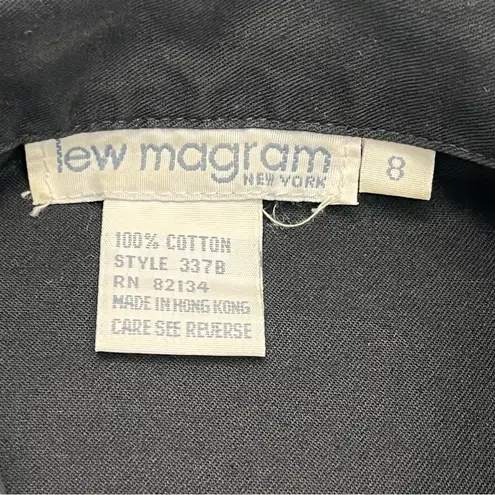 lew magram
NEW YORK
8
100% COTTON
STYLE 337B
RN 82134
MADE IN HONG KONG
CARE SEE REVERSE